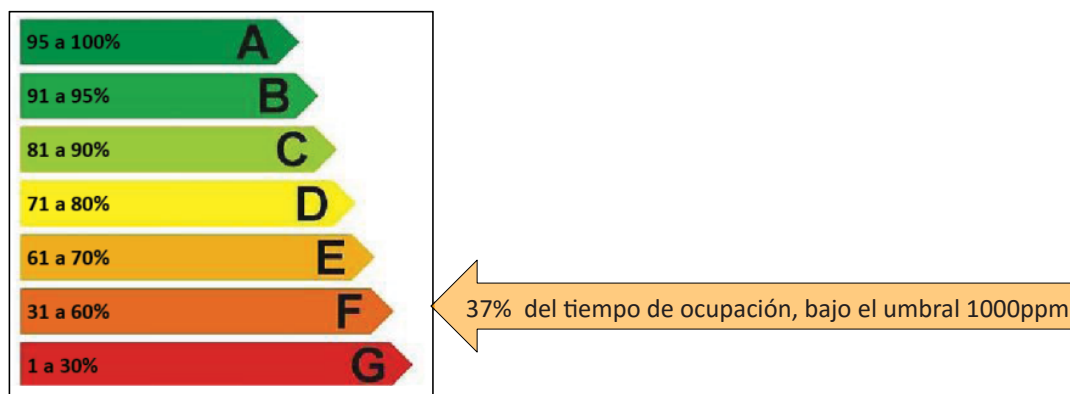 95 a 100% A
91 a 95% B
81 a 90% C
71 a 80% D
61 a 70% E
31 a 60% F
37% del tiempo de ocupación, bajo el umbral 1000ppm
1 a 30% G